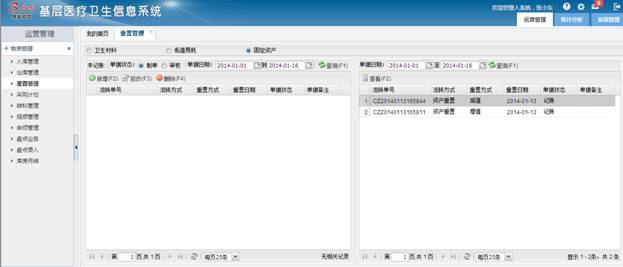 基层医疗卫生信息系统
欢迎您登入系统，张小东
运营管理 统计分析 系统管理
运营管理 我的首页 重置管理
物资管理
入库管理
出库管理
重置管理
采购计划
转科管理
报损管理
盘点业务
盘点录入
库房月结
卫生材料 低值易耗 固定资产
未记账 单据状态： 制单 审核 单据日期： 2014-01-01 到 2014-01-16 查询(F1)
新增(F2) 修改(F3) 删除(F4)
流转单号 流转方式 重置方式 重置日期 单据状态 单据备注
第 1 页,共 1 页 每页25条 无相关记录
单据日期： 2014-01-01 至 2014-01-16 查询(F1)
查看(F2)
流转单号 流转方式 重置方式 重置日期 单据状态 单据备注
1 CZ20140113165844 资产重置 减值 2014-01-13 记账
2 CZ20140113165811 资产重置 增值 2014-01-13 记账
第 1 页,共 1 页 每页25条 显示 1 - 2条，共 2 条